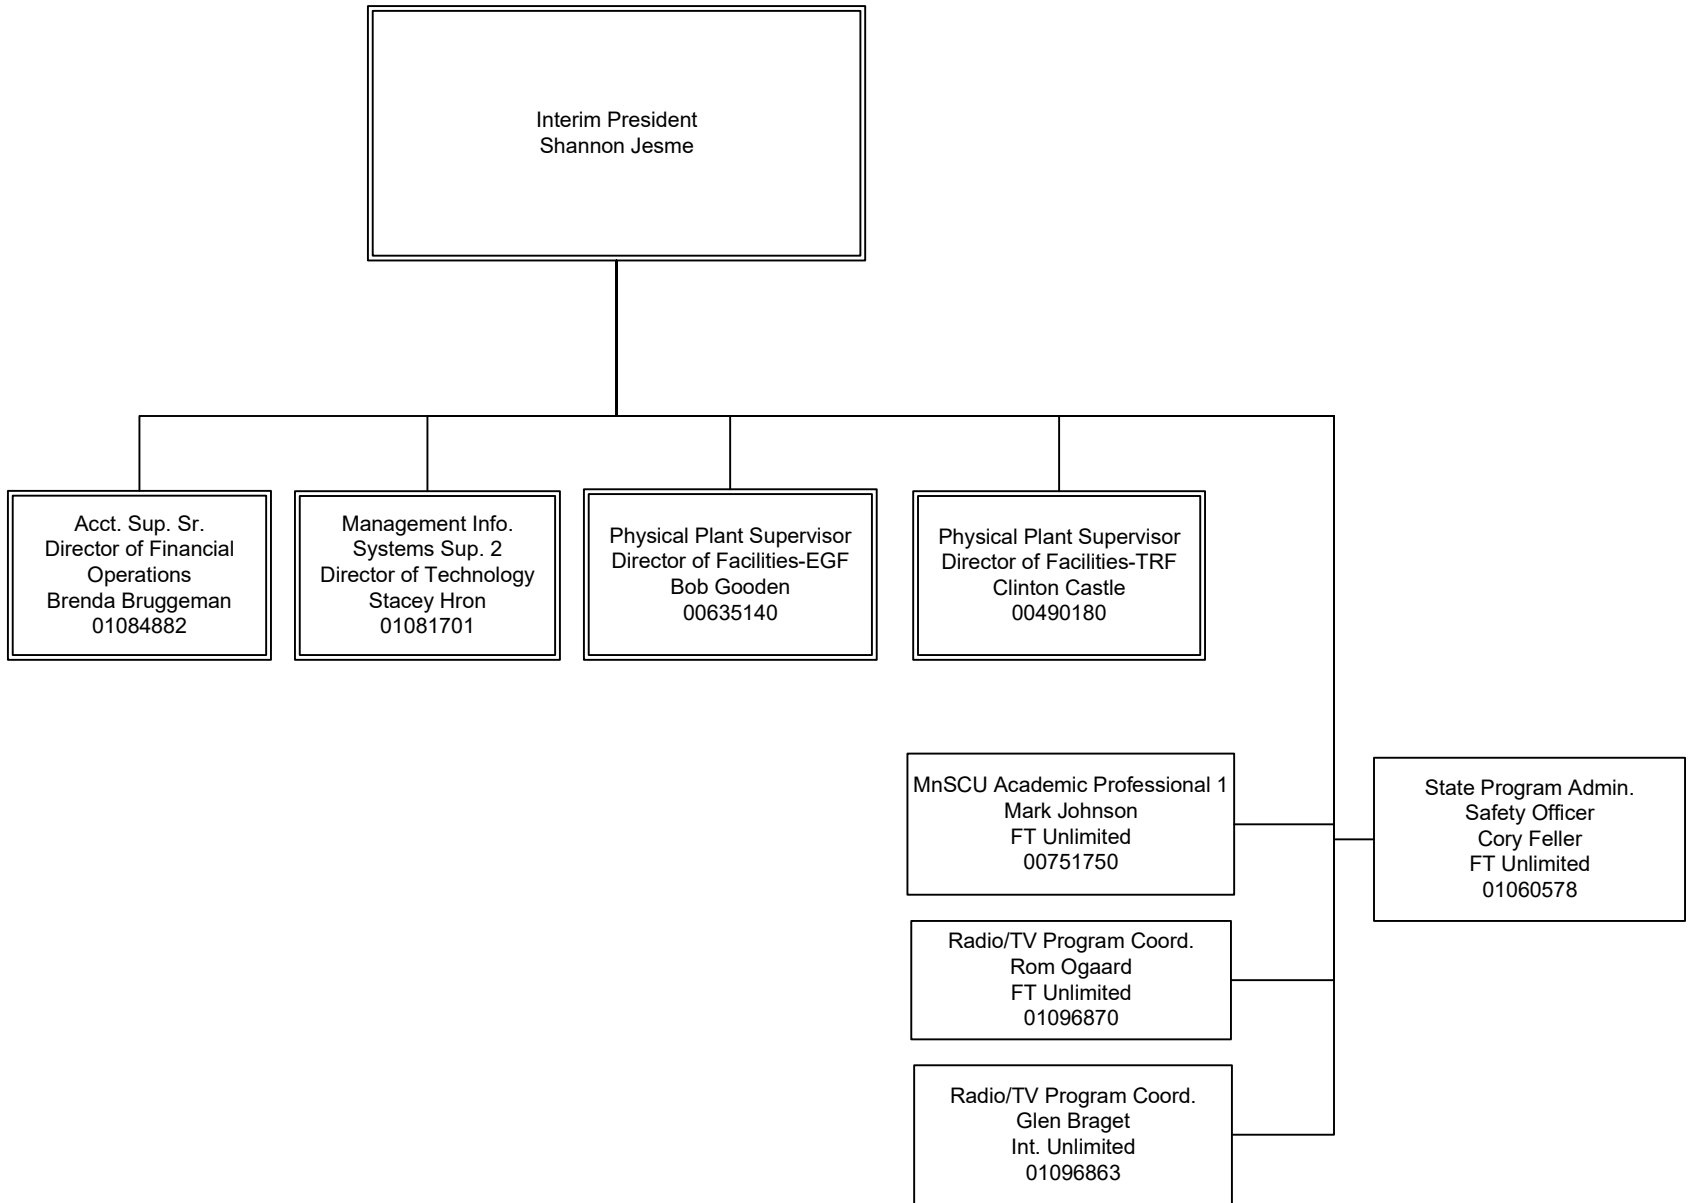 Interim President
Shannon Jesme
Acct. Sup. Sr.
Director of Financial
Operations
Brenda Bruggeman
01084882
Management Info.
Systems Sup. 2
Director of Technology
Stacey Hron
01081701
Physical Plant Supervisor
Director of Facilities-EGF
Bob Gooden
00635140
Physical Plant Supervisor
Director of Facilities-TRF
Clinton Castle
00490180
MnSCU Academic Professional 1
Mark Johnson
FT Unlimited
00751750
State Program Admin.
Safety Officer
Cory Feller
FT Unlimited
01060578
Radio/TV Program Coord.
Rom Ogaard
FT Unlimited
01096870
Radio/TV Program Coord.
Glen Braget
Int. Unlimited
01096863